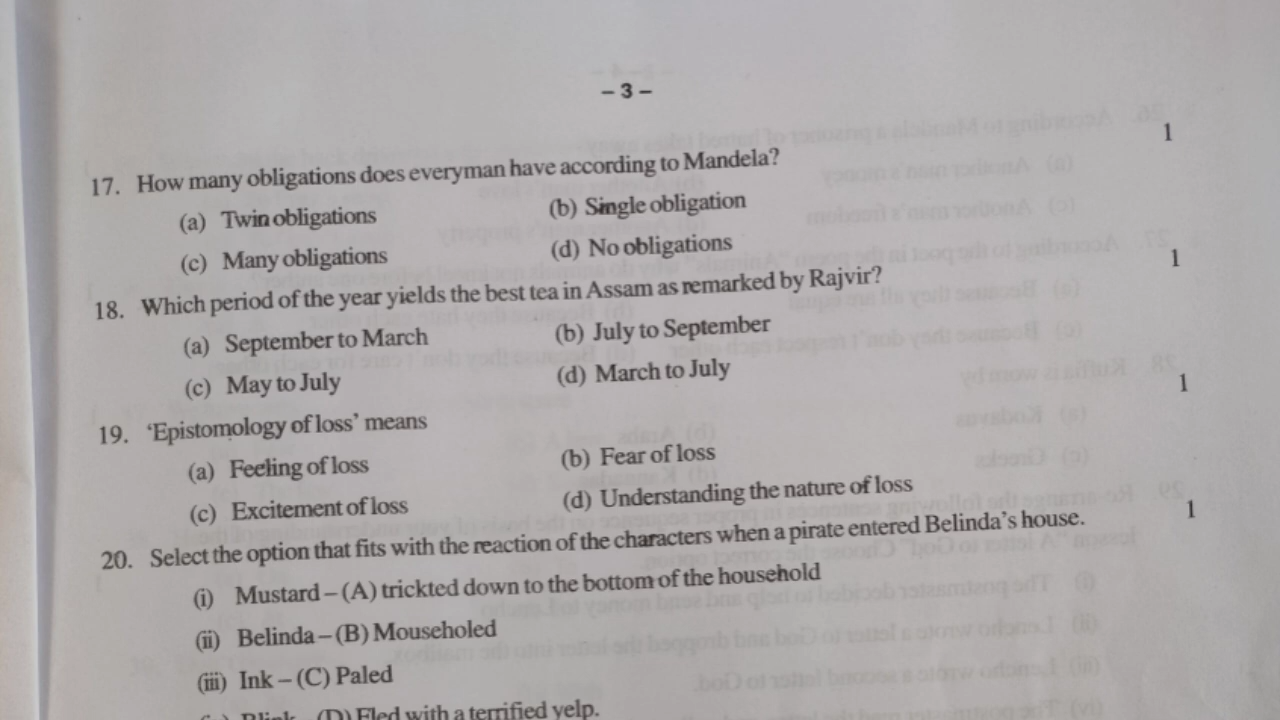 – 3 –
17. How many obligations does everyman have according to Mandela? 1
(a) Twin obligations (b) Single obligation
(c) Many obligations (d) No obligations
18. Which period of the year yields the best tea in Assam as remarked by Rajvir? 1
(a) September to March (b) July to September
(c) May to July (d) March to July
19. ‘Epistomology of loss’ means 1
(a) Feeling of loss (b) Fear of loss
(c) Excitement of loss (d) Understanding the nature of loss
20. Select the option that fits with the reaction of the characters when a pirate entered Belinda’s house. 1
(i) Mustard – (A) trickted down to the bottom of the household
(ii) Belinda – (B) Mouseholed
(iii) Ink – (C) Paled
Blink (D) Fled with a terrified yelp.